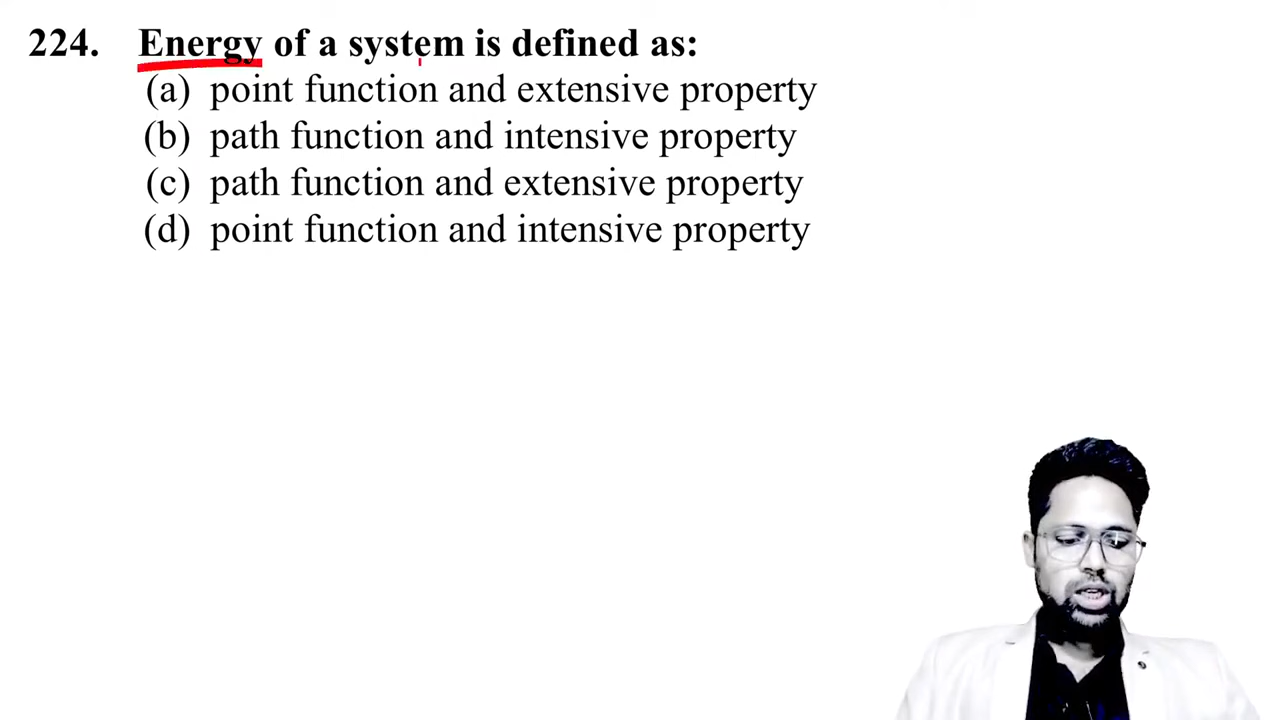 224. Energy of a system is defined as:
(a) point function and extensive property
(b) path function and intensive property
(c) path function and extensive property
(d) point function and intensive property